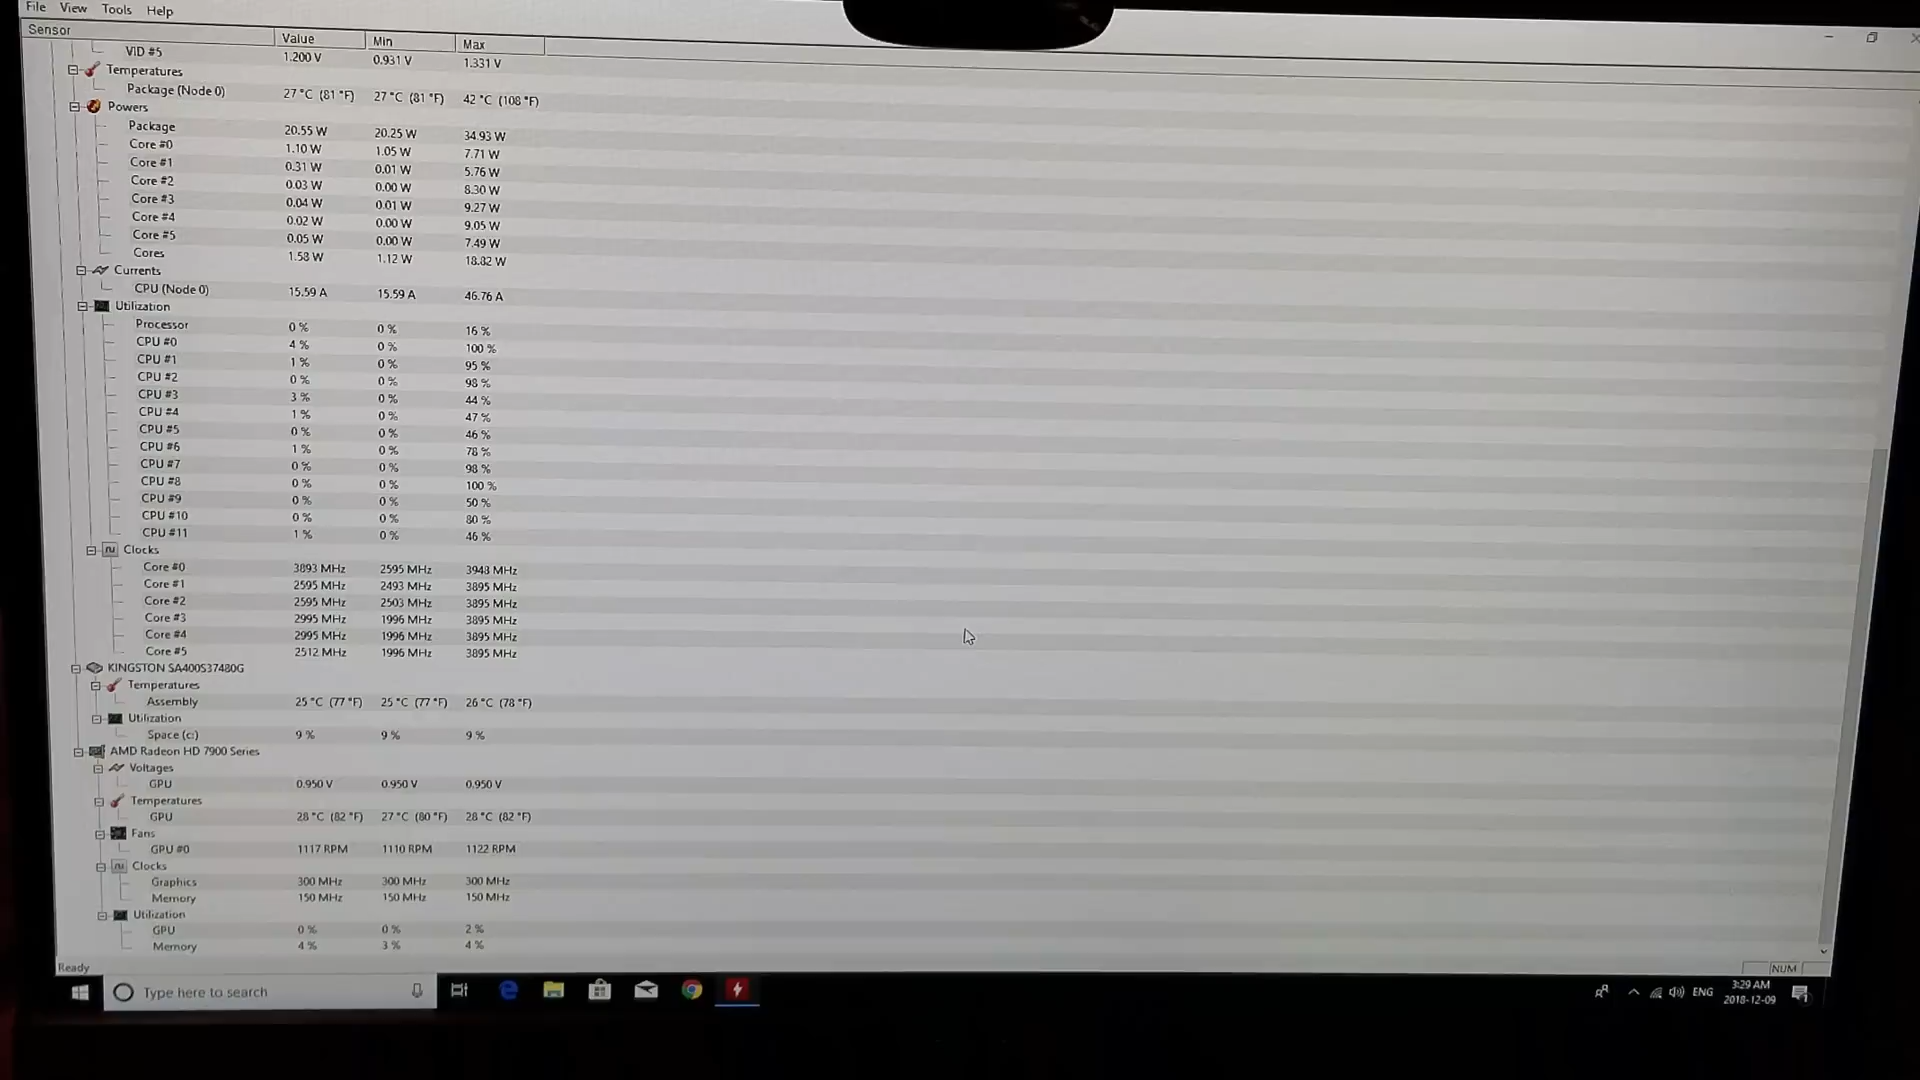 File View Tools Help
Sensor Value Min Max
VID #5 1.200 V 0.931 V 1.331 V
Temperatures
Package (Node 0) 27 °C (81 °F) 27 °C (81 °F) 42 °C (108 °F)
Powers
Package 20.55 W 20.25 W 34.93 W
Core #0 1.10 W 1.05 W 7.71 W
Core #1 0.31 W 0.01 W 5.76 W
Core #2 0.03 W 0.00 W 8.30 W
Core #3 0.04 W 0.01 W 9.27 W
Core #4 0.02 W 0.00 W 9.05 W
Core #5 0.05 W 0.00 W 7.49 W
Cores 1.58 W 1.12 W 18.82 W
Currents
CPU (Node 0) 15.59 A 15.59 A 46.76 A
Utilization
Processor 0 % 0 % 16 %
CPU #0 4 % 0 % 100 %
CPU #1 1 % 0 % 95 %
CPU #2 0 % 0 % 98 %
CPU #3 3 % 0 % 44 %
CPU #4 1 % 0 % 47 %
CPU #5 0 % 0 % 46 %
CPU #6 1 % 0 % 78 %
CPU #7 0 % 0 % 98 %
CPU #8 0 % 0 % 100 %
CPU #9 0 % 0 % 50 %
CPU #10 0 % 0 % 80 %
CPU #11 1 % 0 % 46 %
Clocks
Core #0 3893 MHz 2595 MHz 3948 MHz
Core #1 2595 MHz 2493 MHz 3895 MHz
Core #2 2595 MHz 2503 MHz 3895 MHz
Core #3 2995 MHz 1996 MHz 3895 MHz
Core #4 2995 MHz 1996 MHz 3895 MHz
Core #5 2512 MHz 1996 MHz 3895 MHz
KINGSTON SA400S37480G
Temperatures
Assembly 25 °C (77 °F) 25 °C (77 °F) 26 °C (78 °F)
Utilization
Space (c:) 9 % 9 % 9 %
AMD Radeon HD 7900 Series
Voltages
GPU 0.950 V 0.950 V 0.950 V
Temperatures
GPU 28 °C (82 °F) 27 °C (80 °F) 28 °C (82 °F)
Fans
GPU #0 1117 RPM 1110 RPM 1122 RPM
Clocks
Graphics 300 MHz 300 MHz 300 MHz
Memory 150 MHz 150 MHz 150 MHz
Utilization
GPU 0 % 0 % 2 %
Memory 4 % 3 % 4 %
Ready NUM
Type here to search ENG 3:29 AM
2018-12-09